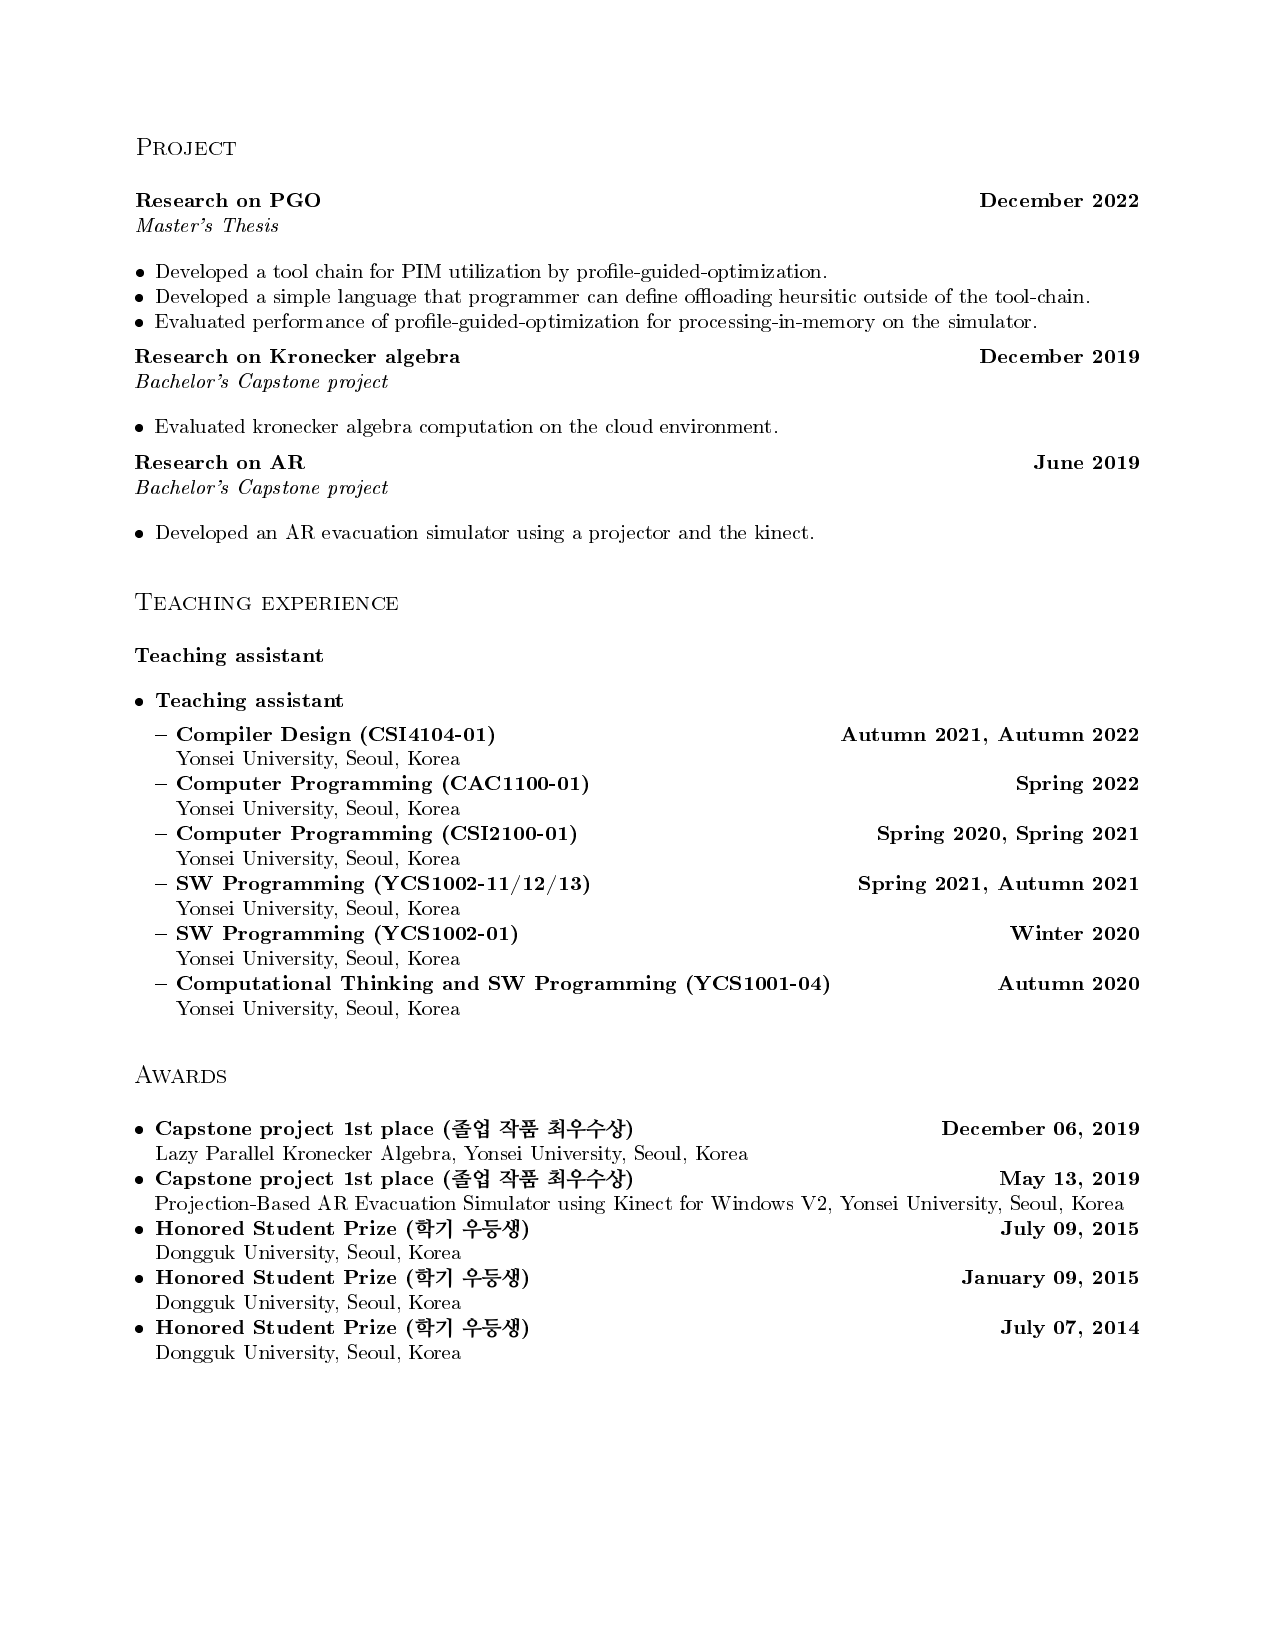 Project
Research on PGO December 2022
Master's Thesis
• Developed a tool chain for PIM utilization by profile-guided-optimization.
• Developed a simple language that programmer can define offloading heursitic outside of the tool-chain.
• Evaluated performance of profile-guided-optimization for processing-in-memory on the simulator.
Research on Kronecker algebra December 2019
Bachelor's Capstone project
• Evaluated kronecker algebra computation on the cloud environment.
Research on AR June 2019
Bachelor's Capstone project
• Developed an AR evacuation simulator using a projector and the kinect.
Teaching experience
Teaching assistant
• Teaching assistant
– Compiler Design (CSI4104-01) Autumn 2021, Autumn 2022
Yonsei University, Seoul, Korea
– Computer Programming (CAC1100-01) Spring 2022
Yonsei University, Seoul, Korea
– Computer Programming (CSI2100-01) Spring 2020, Spring 2021
Yonsei University, Seoul, Korea
– SW Programming (YCS1002-11/12/13) Spring 2021, Autumn 2021
Yonsei University, Seoul, Korea
– SW Programming (YCS1002-01) Winter 2020
Yonsei University, Seoul, Korea
– Computational Thinking and SW Programming (YCS1001-04) Autumn 2020
Yonsei University, Seoul, Korea
Awards
• Capstone project 1st place (졸업 작품 최우수상) December 06, 2019
Lazy Parallel Kronecker Algebra, Yonsei University, Seoul, Korea
• Capstone project 1st place (졸업 작품 최우수상) May 13, 2019
Projection-Based AR Evacuation Simulator using Kinect for Windows V2, Yonsei University, Seoul, Korea
• Honored Student Prize (학기 우등생) July 09, 2015
Dongguk University, Seoul, Korea
• Honored Student Prize (학기 우등생) January 09, 2015
Dongguk University, Seoul, Korea
• Honored Student Prize (학기 우등생) July 07, 2014
Dongguk University, Seoul, Korea